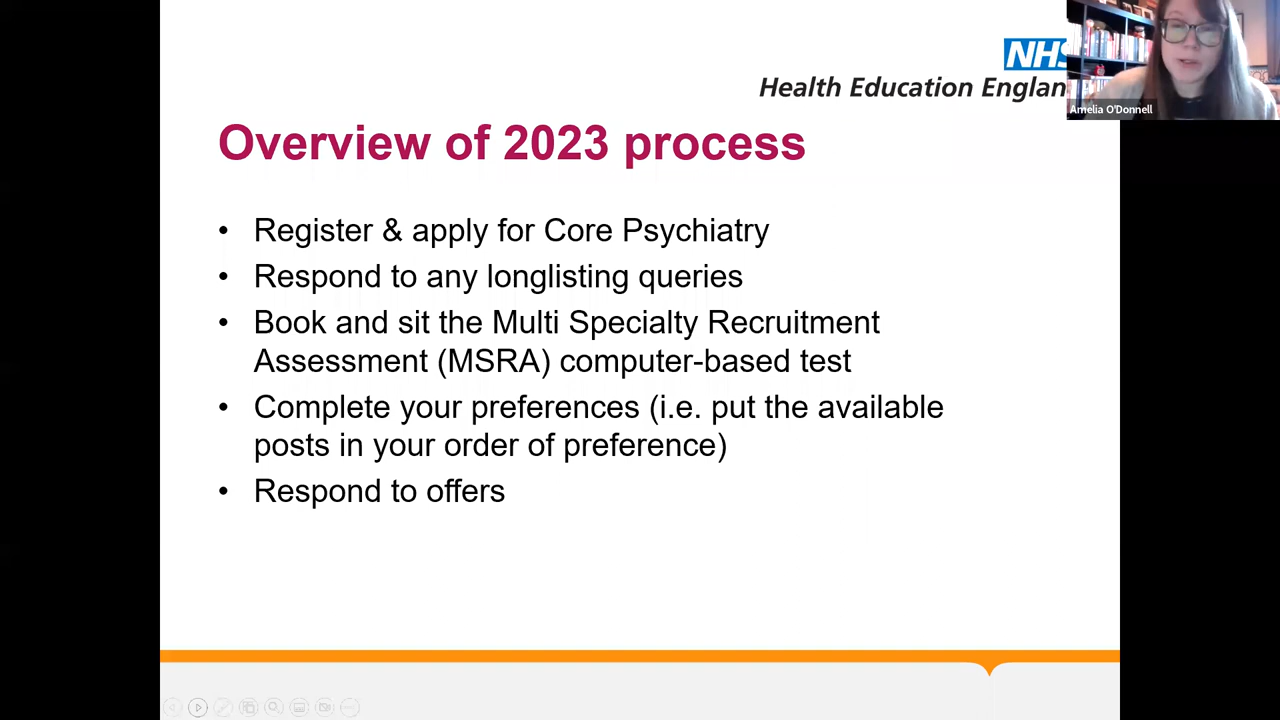 NHS
Health Education Englan
Amelia O'Donnell
Overview of 2023 process
• Register & apply for Core Psychiatry
• Respond to any longlisting queries
• Book and sit the Multi Specialty Recruitment
Assessment (MSRA) computer-based test
• Complete your preferences (i.e. put the available
posts in your order of preference)
• Respond to offers